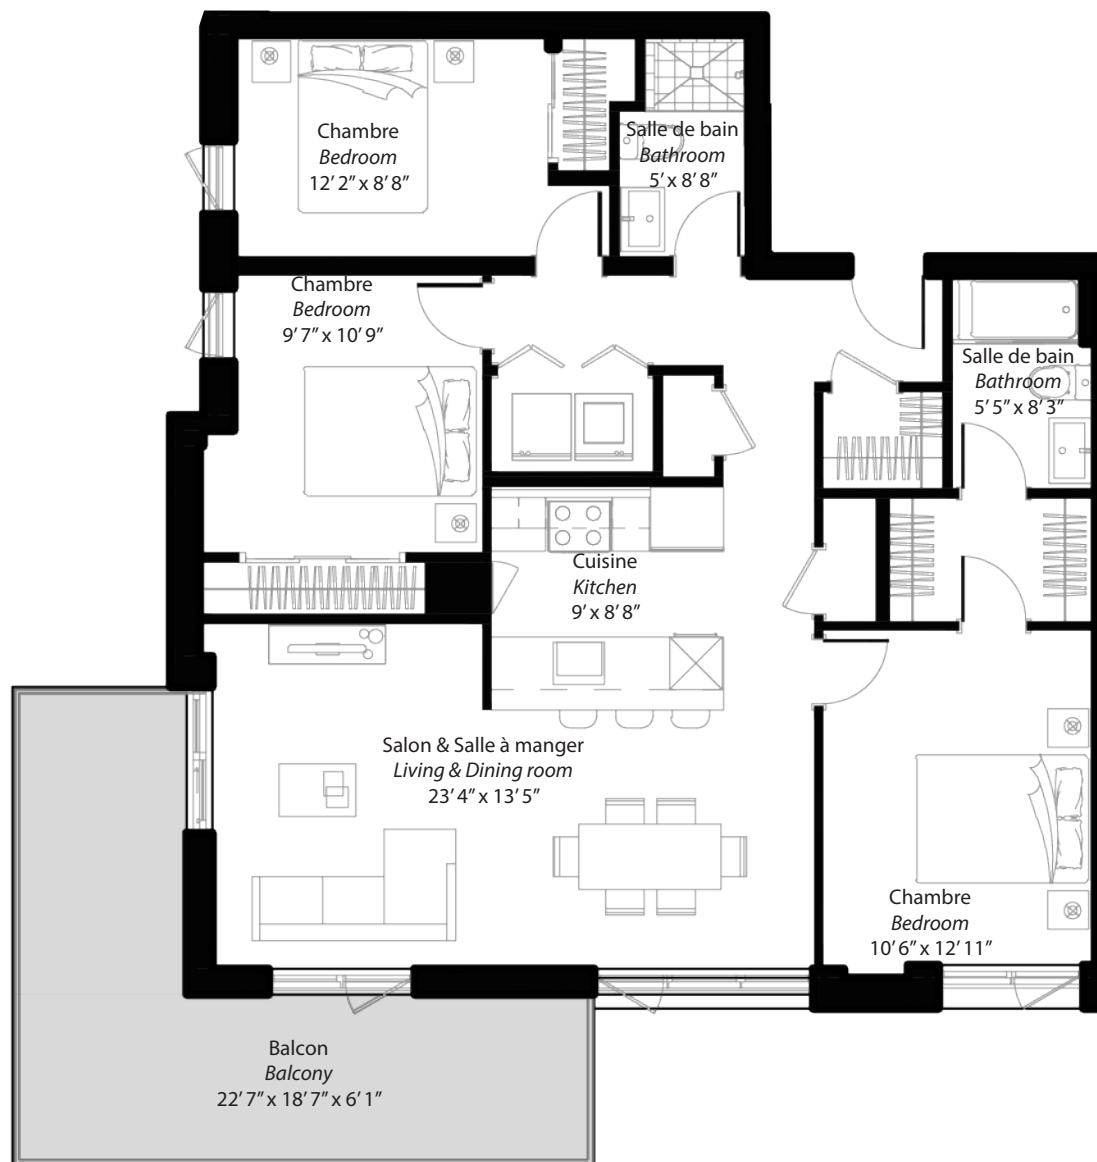 Chambre
Bedroom
12’ 2” x 8’ 8”
Salle de bain
Bathroom
5’ x 8’ 8”
Chambre
Bedroom
9’ 7” x 10’ 9”
Salle de bain
Bathroom
5’ 5” x 8’ 3”
Cuisine
Kitchen
9’ x 8’ 8”
Salon & Salle à manger
Living & Dining room
23’ 4” x 13’ 5”
Chambre
Bedroom
10’ 6” x 12’ 11”
Balcon
Balcony
22’ 7” x 18’ 7” x 6’ 1”